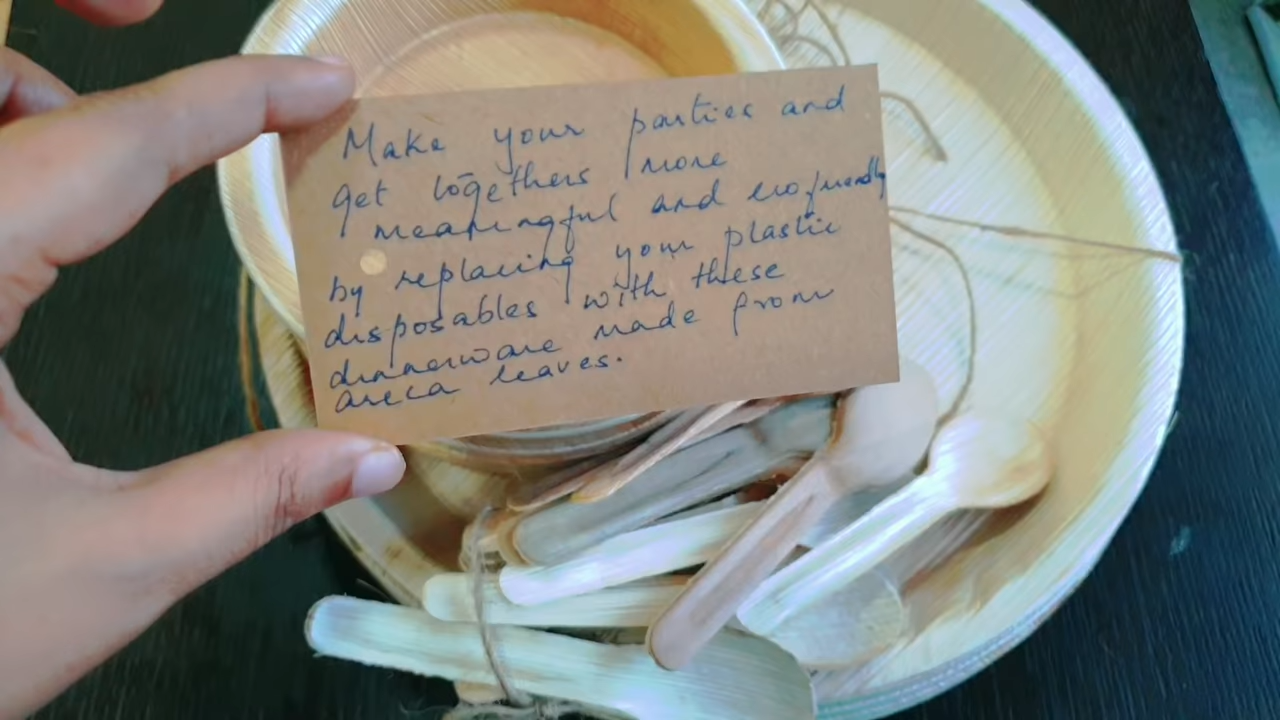 Make your parties and
get togethers more
meaningful and ecofriendly
by replacing your plastic
disposables with these
dinnerware made from
areca leaves.